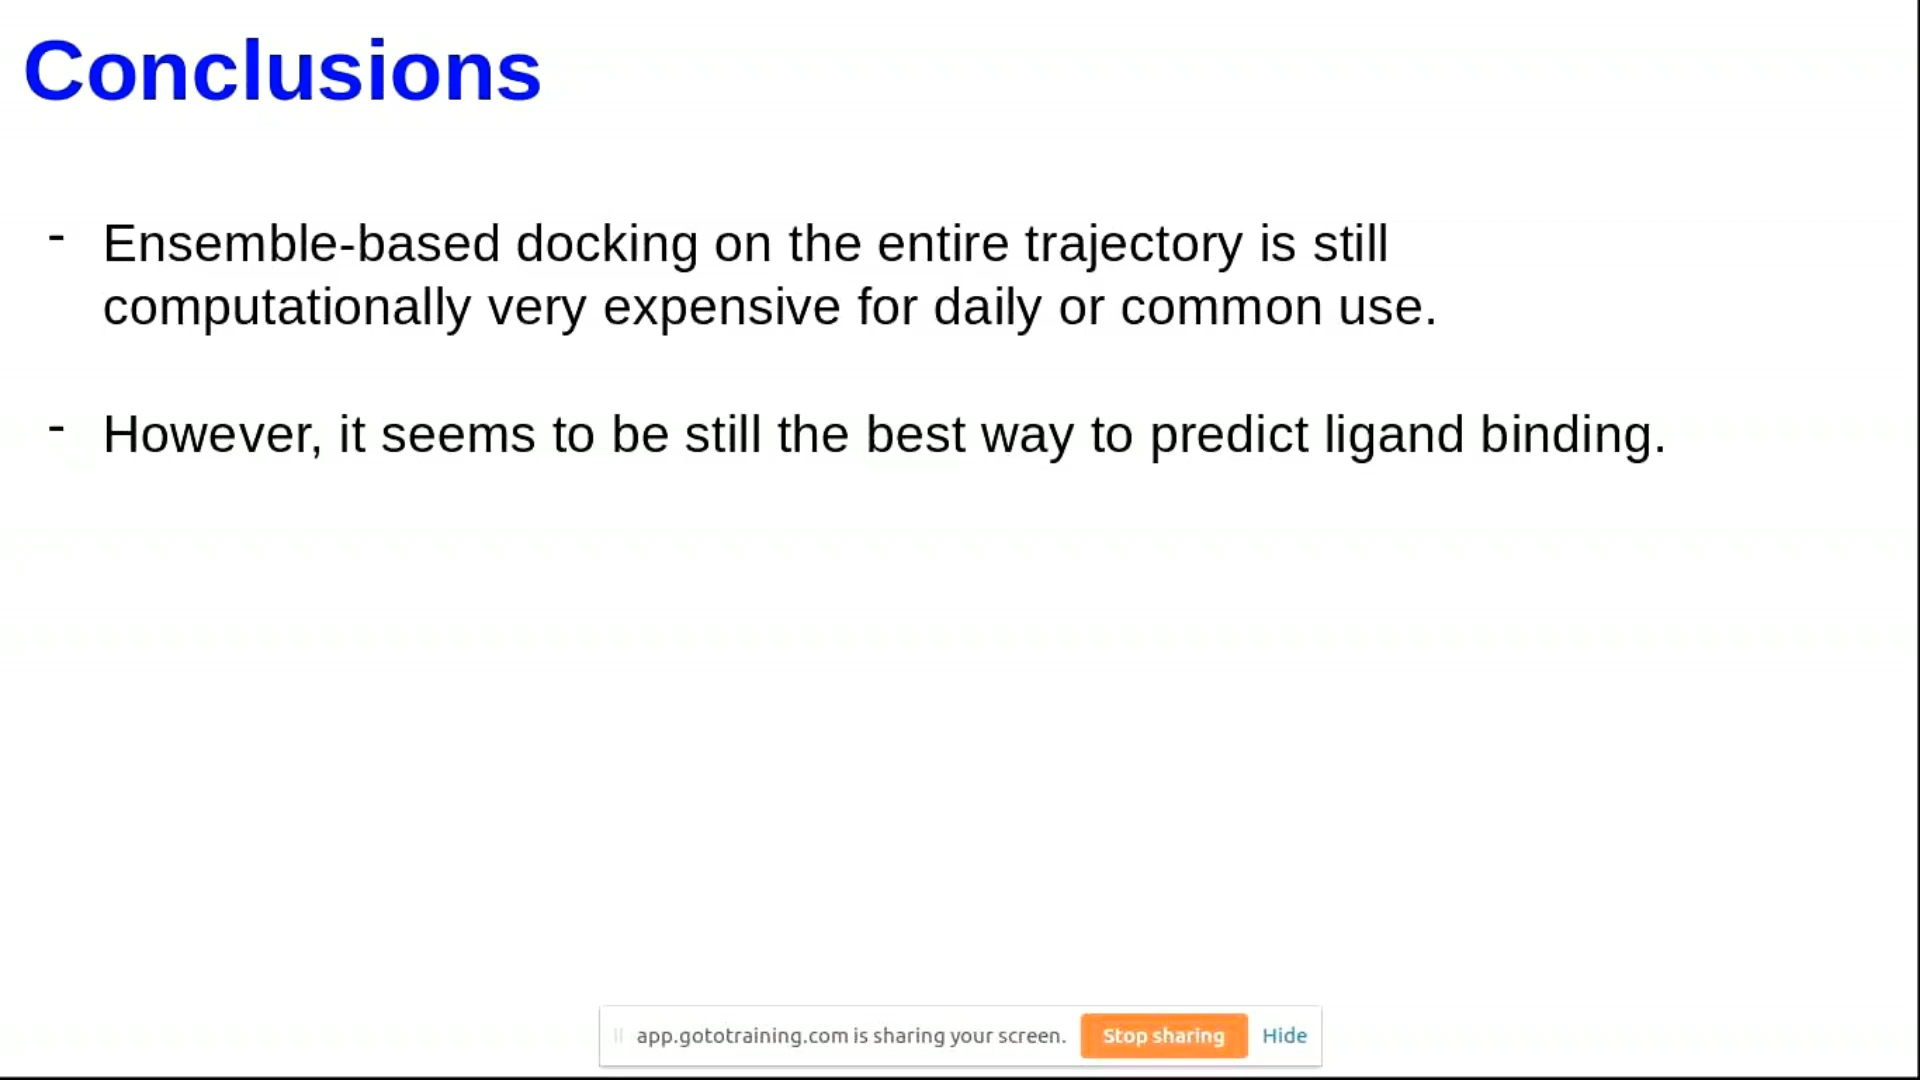 Conclusions
- Ensemble-based docking on the entire trajectory is still
computationally very expensive for daily or common use.
- However, it seems to be still the best way to predict ligand binding.
app.gototraining.com is sharing your screen. Stop sharing Hide